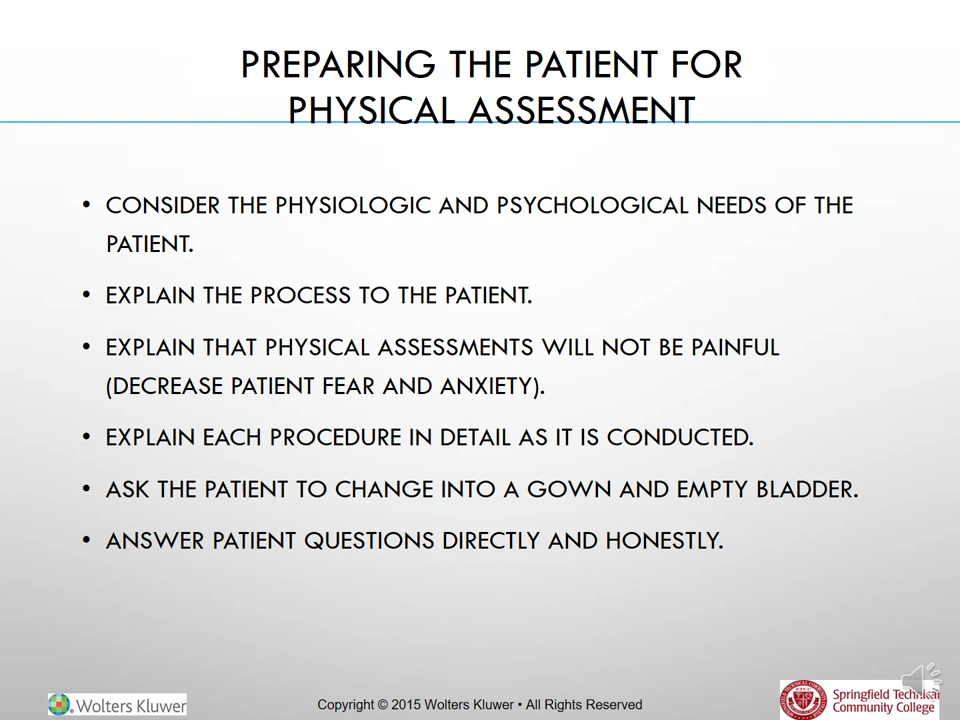 PREPARING THE PATIENT FOR
PHYSICAL ASSESSMENT
• CONSIDER THE PHYSIOLOGIC AND PSYCHOLOGICAL NEEDS OF THE
PATIENT.
• EXPLAIN THE PROCESS TO THE PATIENT.
• EXPLAIN THAT PHYSICAL ASSESSMENTS WILL NOT BE PAINFUL
(DECREASE PATIENT FEAR AND ANXIETY).
• EXPLAIN EACH PROCEDURE IN DETAIL AS IT IS CONDUCTED.
• ASK THE PATIENT TO CHANGE INTO A GOWN AND EMPTY BLADDER.
• ANSWER PATIENT QUESTIONS DIRECTLY AND HONESTLY.
Wolters Kluwer
Copyright © 2015 Wolters Kluwer • All Rights Reserved
Springfield Technical
Community College